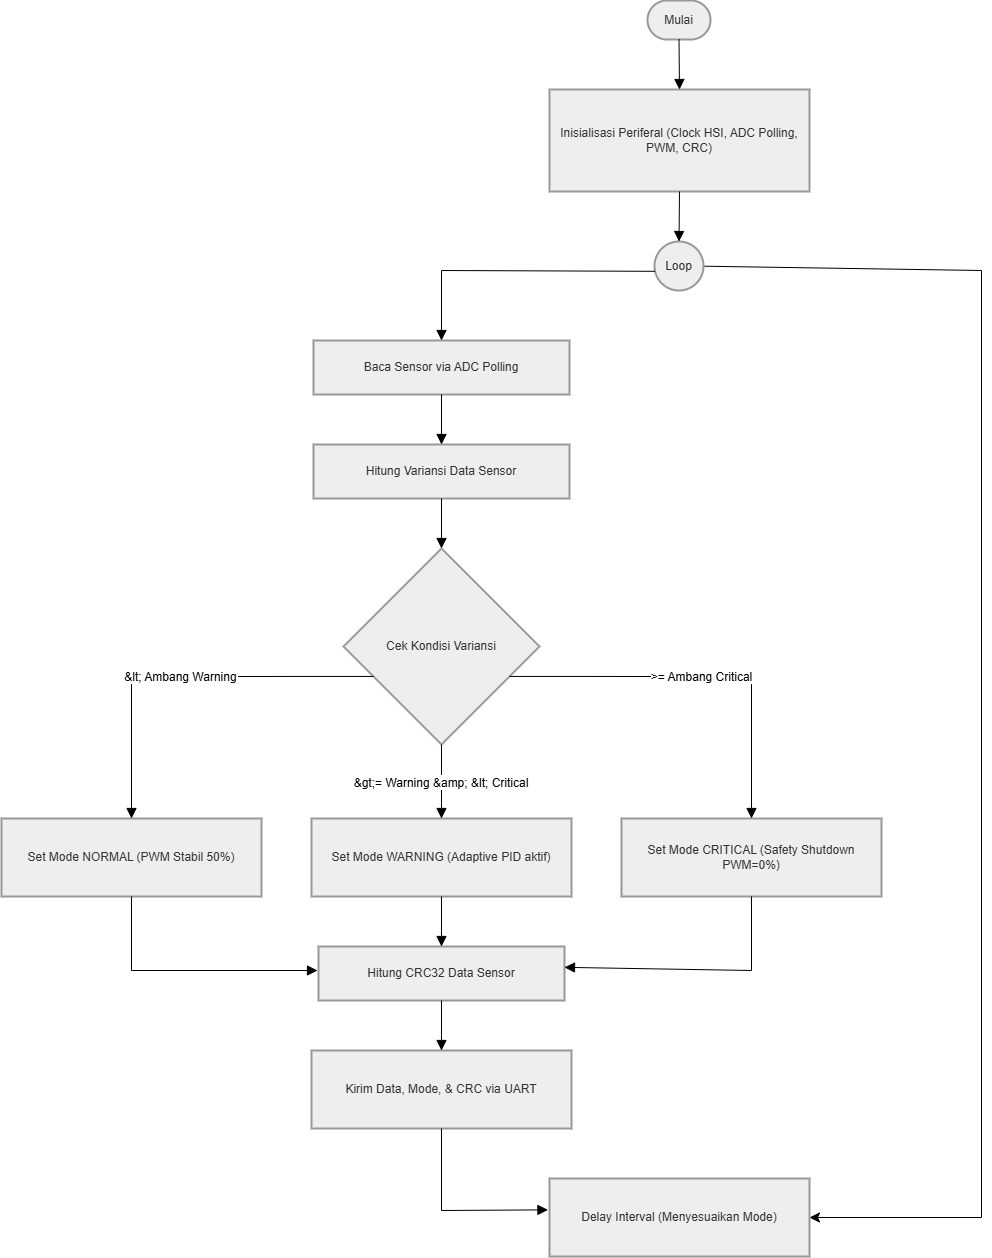 Mulai
Inisialisasi Periferal (Clock HSI, ADC Polling,
PWM, CRC)
Loop
Baca Sensor via ADC Polling
Hitung Variansi Data Sensor
Cek Kondisi Variansi
&lt; Ambang Warning
>= Ambang Critical
&gt;= Warning &amp; &lt; Critical
Set Mode NORMAL (PWM Stabil 50%)
Set Mode WARNING (Adaptive PID aktif)
Set Mode CRITICAL (Safety Shutdown
PWM=0%)
Hitung CRC32 Data Sensor
Kirim Data, Mode, & CRC via UART
Delay Interval (Menyesuaikan Mode)